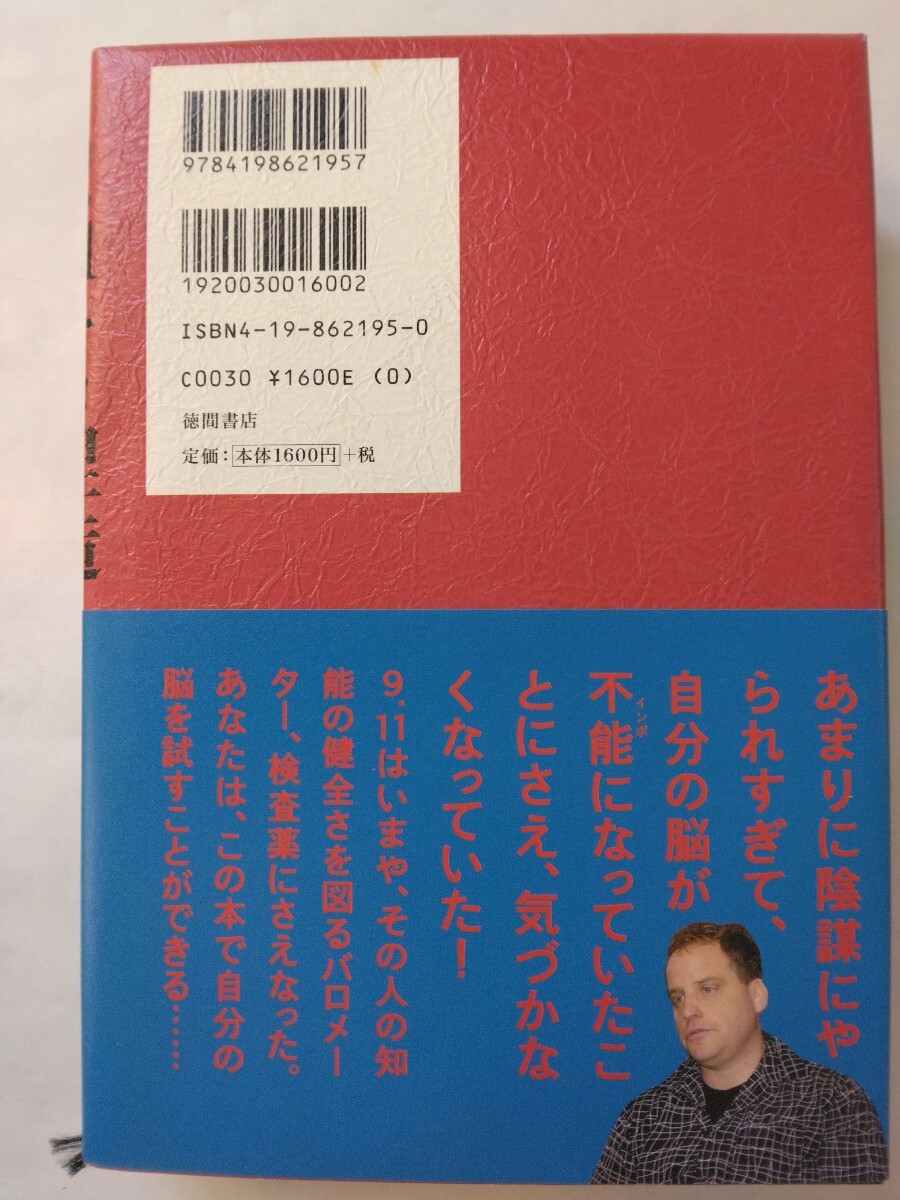 9784198621957
1920030016002
ISBN4-19-862195-0
C0030 ¥1600E (0)
徳間書店
定価：本体1600円+税
あまりに陰謀にや
られすぎて、
自分の脳が
不能になっていたこ
インポ
とにさえ、気づかな
くなっていた！
9.11はいまや、その人の知
能の健全さを図るバロメー
ター、検査薬にさえなった。
あなたは、この本で自分の
脳を試すことができる……